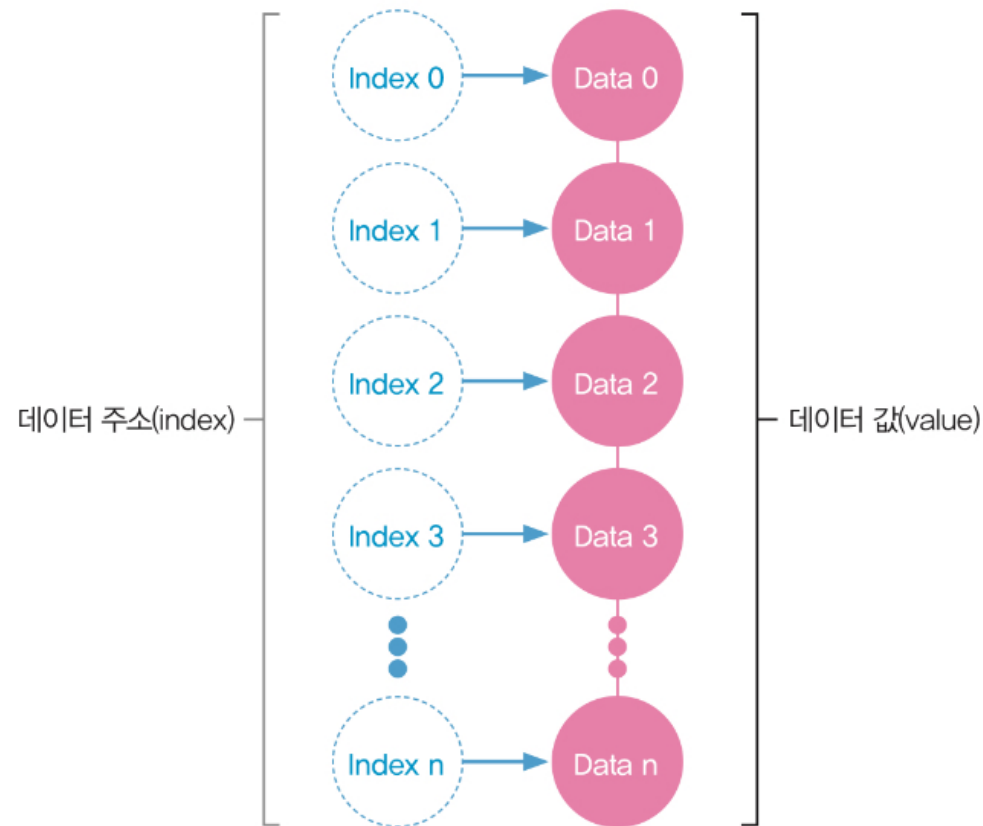 Index 0 Data 0
Index 1 Data 1
Index 2 Data 2
데이터 주소(index) 데이터 값(value)
Index 3 Data 3
Index n Data n